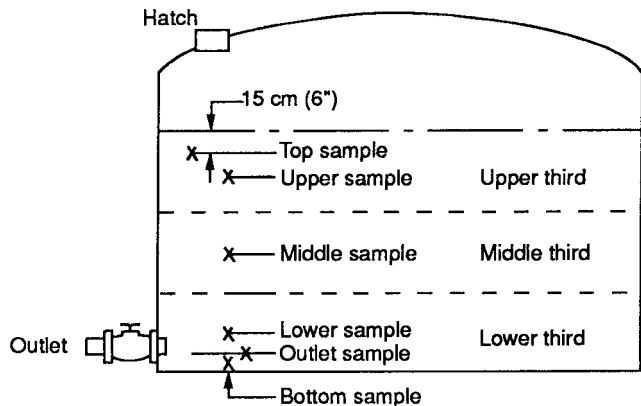 Hatch
15 cm (6")
Top sample
Upper sample
Upper third
Middle sample
Middle third
Lower sample
Lower third
Outlet
Outlet sample
Bottom sample